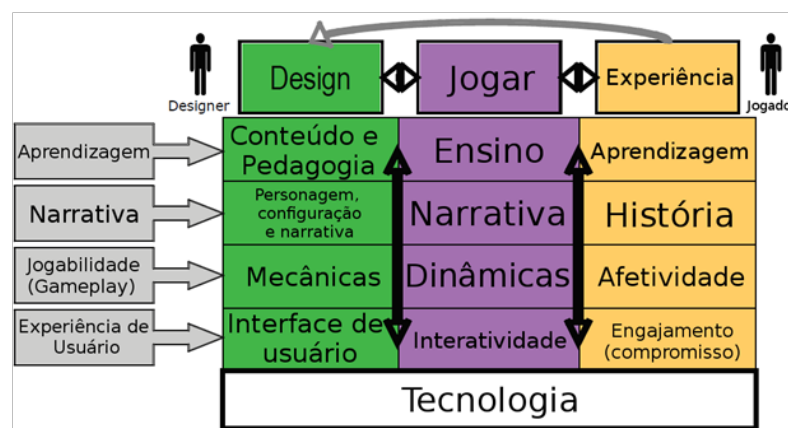 Designer
Design
Jogar
Experiência
Jogado
Aprendizagem
Conteúdo e
Pedagogia
Ensino
Aprendizagem
Narrativa
Personagem,
configuração
e narrativa
Narrativa
História
Jogabilidade
(Gameplay)
Mecânicas
Dinâmicas
Afetividade
Experiência de
Usuário
Interface de
usuário
Interatividade
Engajamento
(compromisso)
Tecnologia